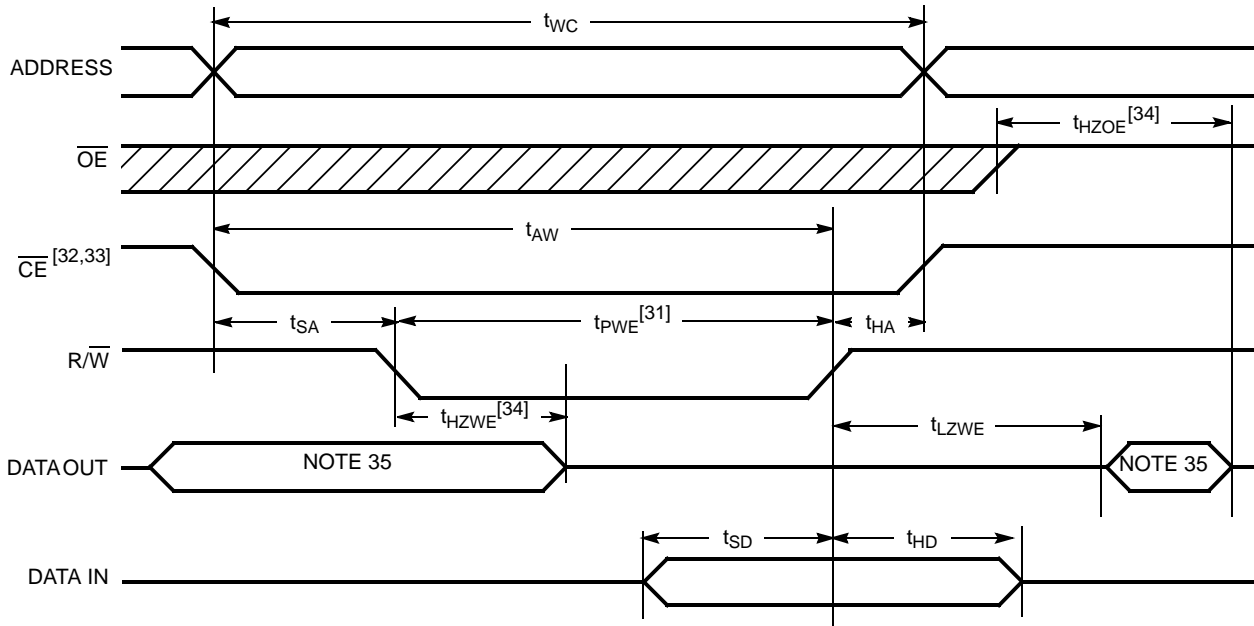 tWC
ADDRESS
tHZOE[34]
OE
tAW
CE [32,33]
tSA
tPWE[31]
tHA
R/W
tHZWE[34]
tLZWE
DATA OUT
NOTE 35
NOTE 35
tSD
tHD
DATA IN